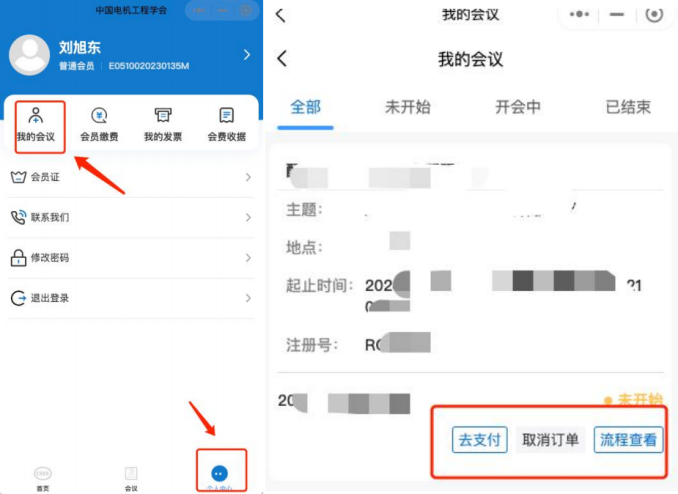 中国电机工程学会
刘旭东
普通会员 | E0510020230135M
我的会议
会员缴费
我的发票
会费收据
会员证
联系我们
修改密码
退出登录
首页
会议
个人中心
我的会议
我的会议
全部
未开始
开会中
已结束
主题:
地点:
起止时间: 202
21
注册号:
20
未开始
去支付
取消订单
流程查看